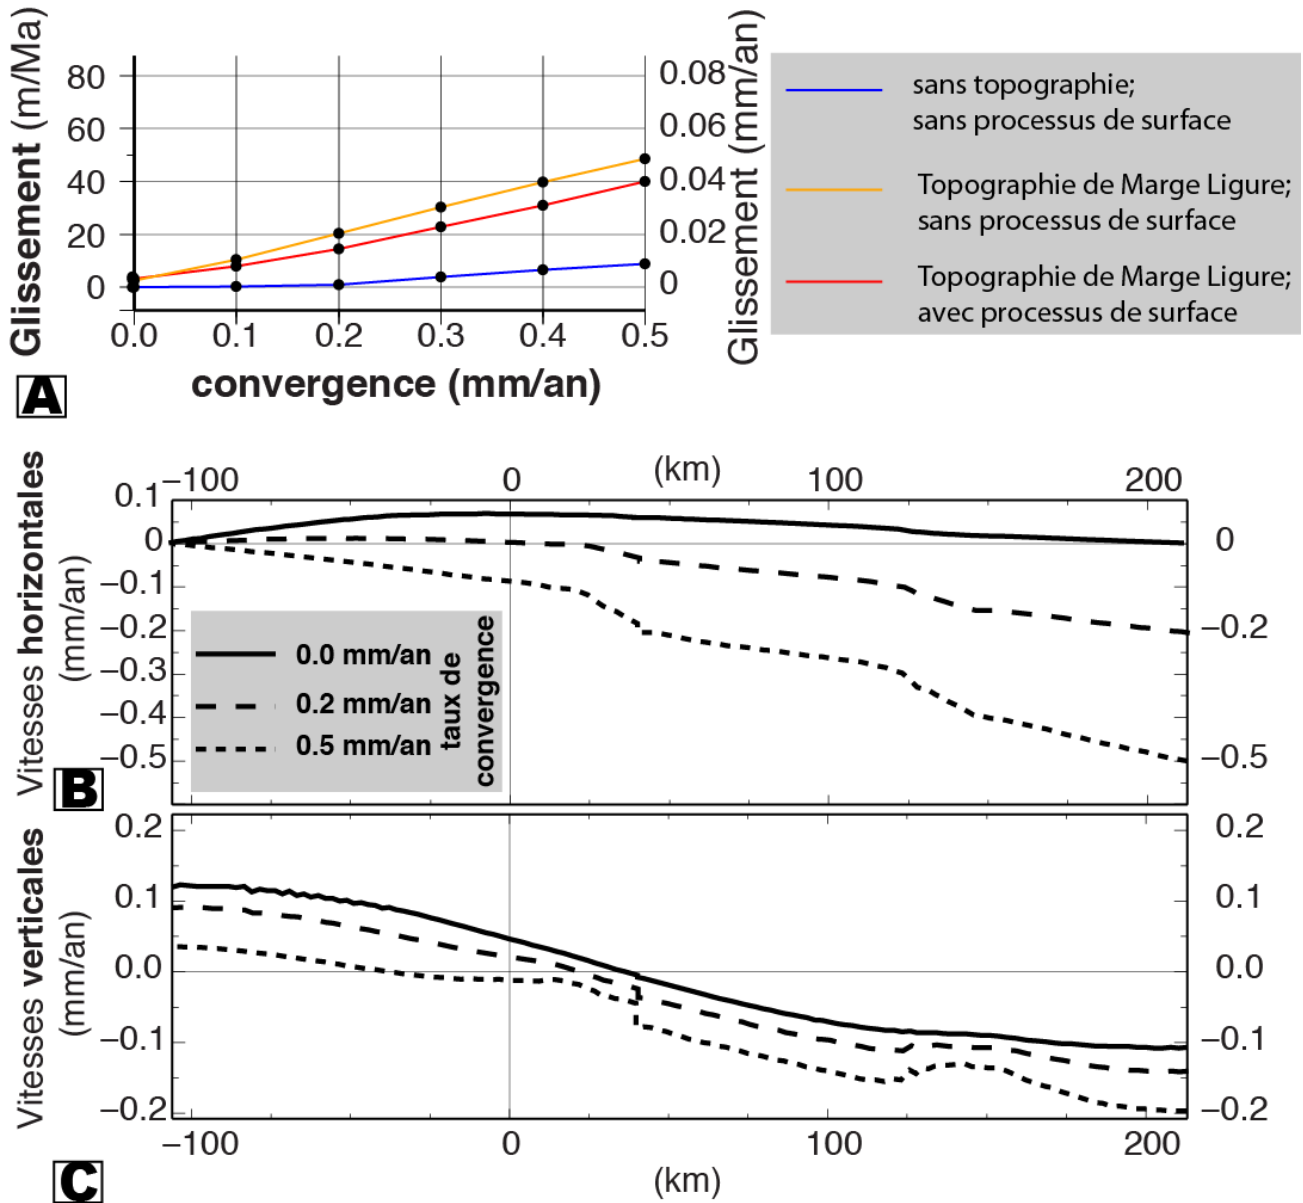 Glissement (m/Ma)
80
60
40
20
0
0.08
0.06
0.04
0.02
0
Glissement (mm/an)
0.0 0.1 0.2 0.3 0.4 0.5
convergence (mm/an)
A
sans topographie;
sans processus de surface
Topographie de Marge Ligure;
sans processus de surface
Topographie de Marge Ligure;
avec processus de surface
−100 0 (km) 100 200
Vitesses horizontales
(mm/an)
0.1
0
−0.1
−0.2
−0.3
−0.4
−0.5
0
−0.2
−0.5
0.0 mm/an
0.2 mm/an
0.5 mm/an
taux de
convergence
B
Vitesses verticales
(mm/an)
0.2
0.1
0.0
−0.1
−0.2
0.2
0.1
0.0
−0.1
−0.2
−100 0 100 200
(km)
C